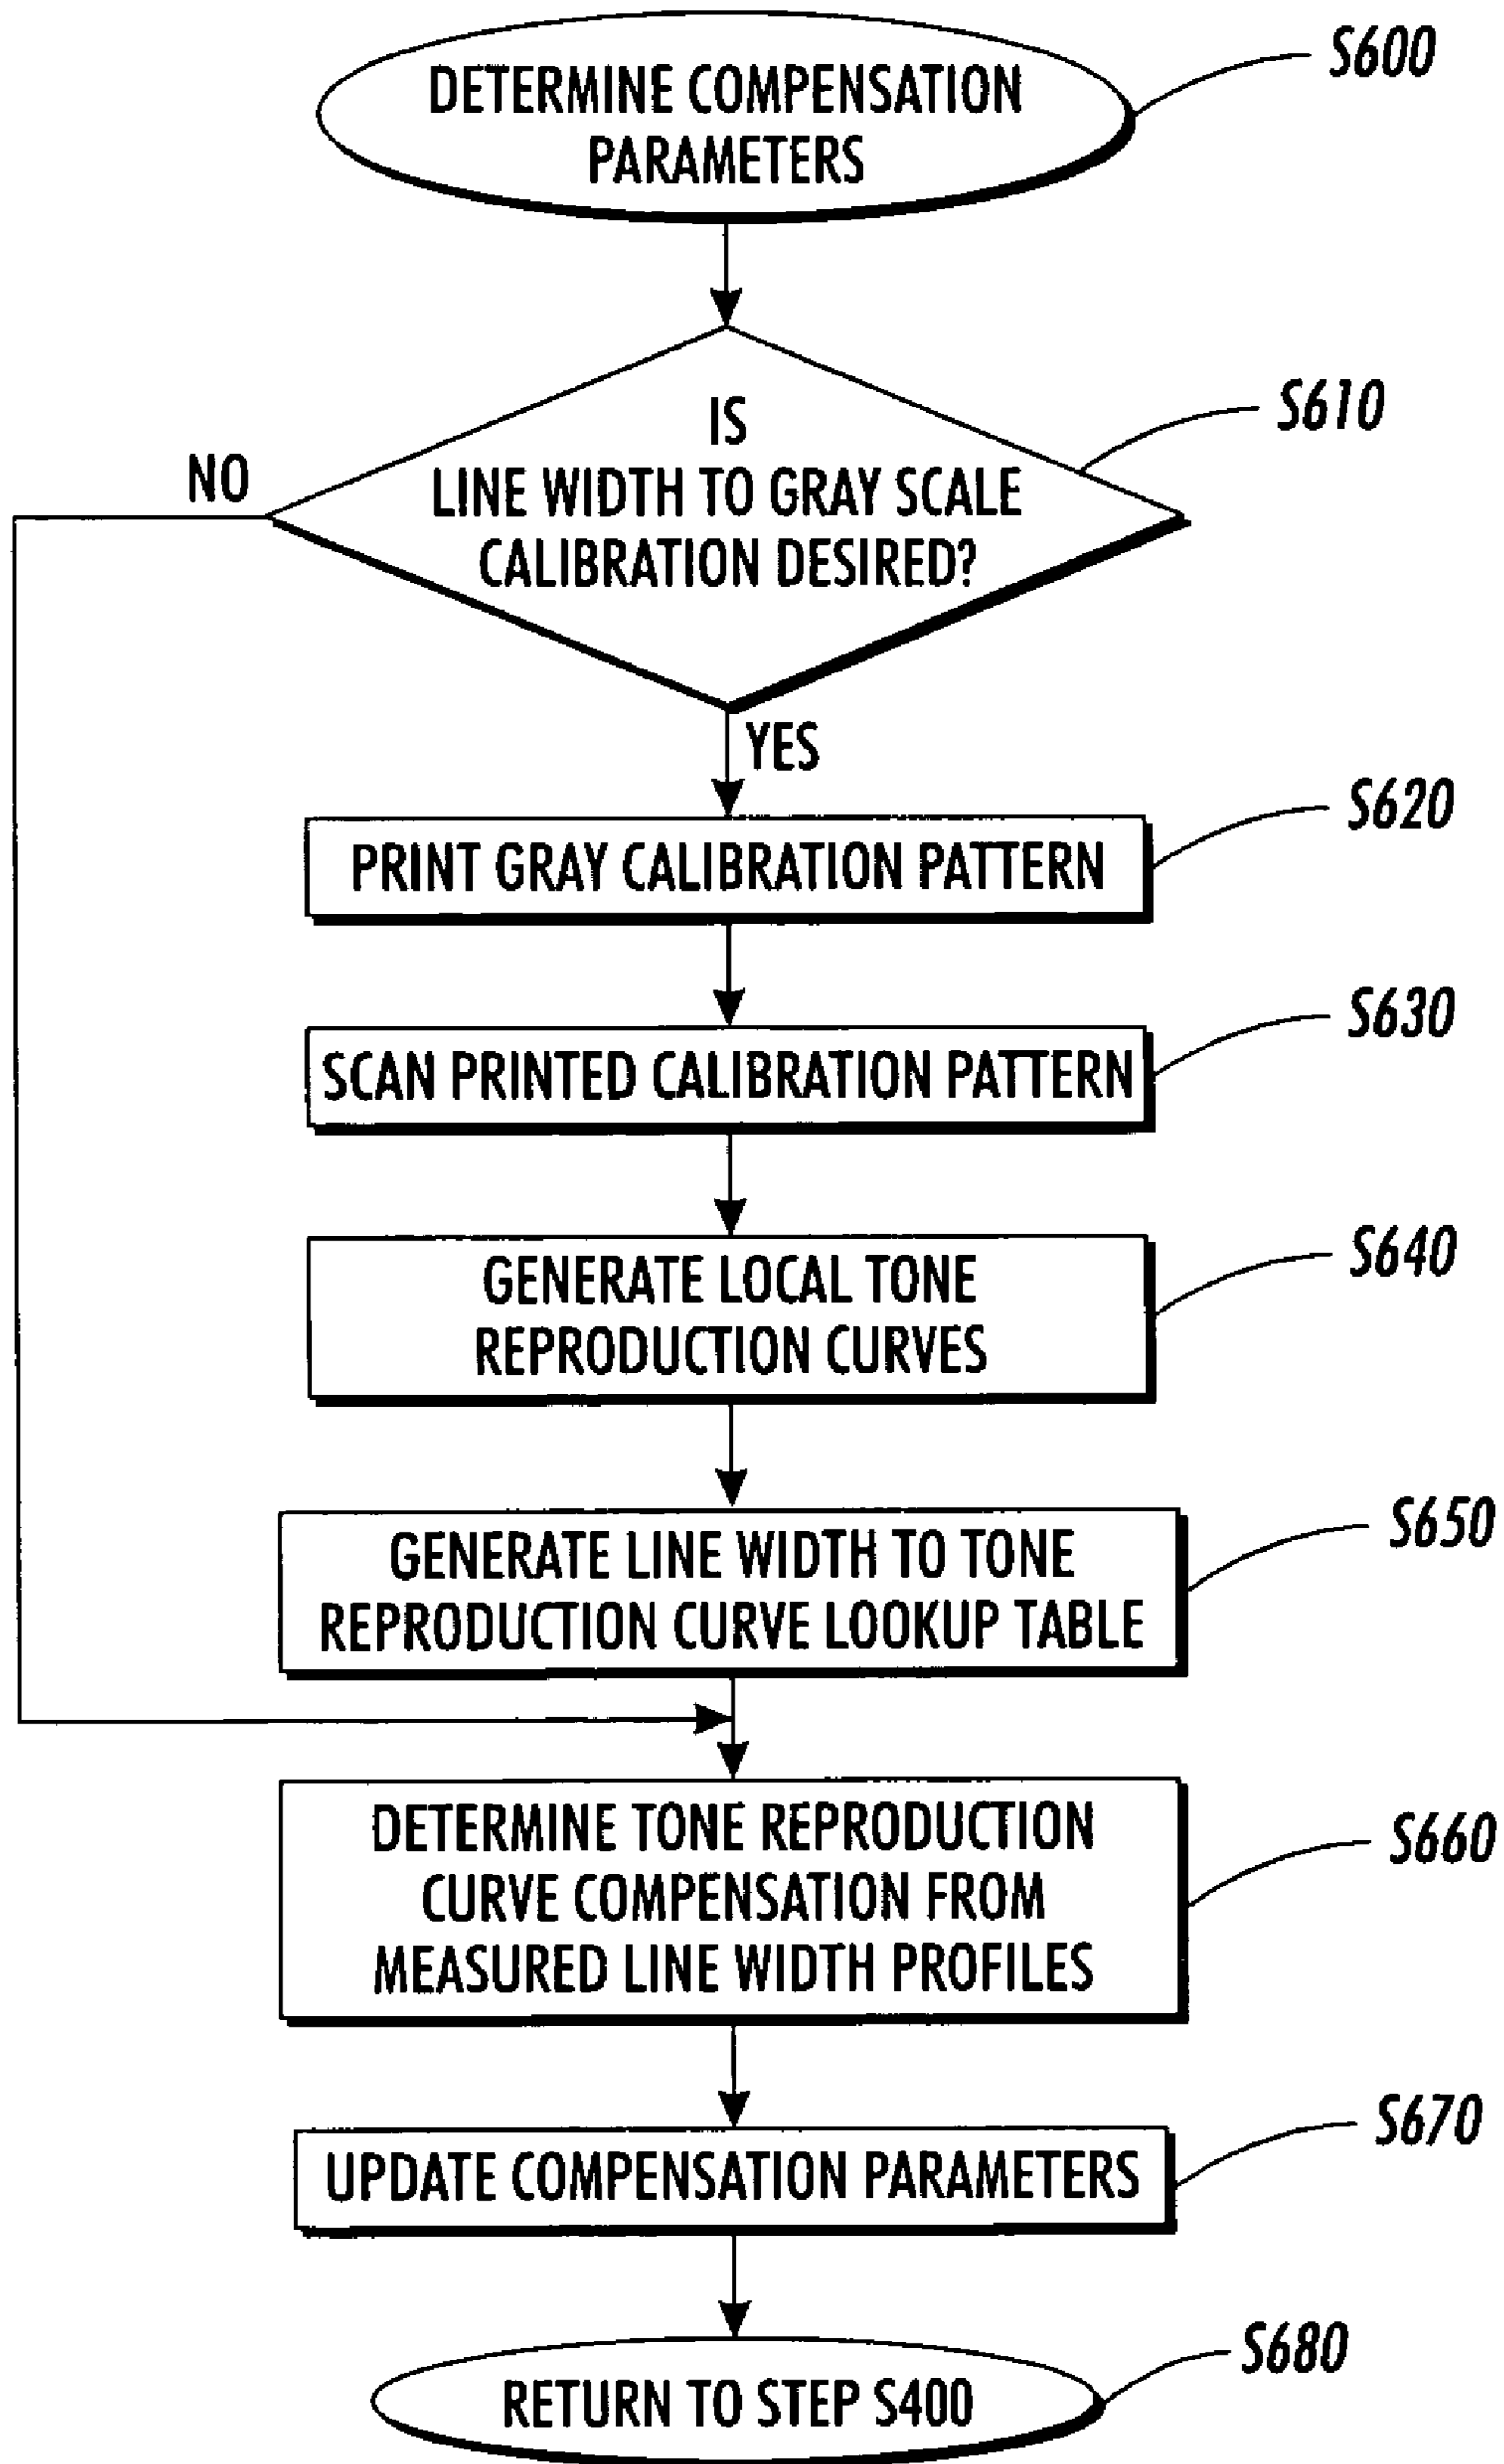 DETERMINE COMPENSATION
PARAMETERS
S600
IS
LINE WIDTH TO GRAY SCALE
CALIBRATION DESIRED?
S610
NO
YES
PRINT GRAY CALIBRATION PATTERN
S620
SCAN PRINTED CALIBRATION PATTERN
S630
GENERATE LOCAL TONE
REPRODUCTION CURVES
S640
GENERATE LINE WIDTH TO TONE
REPRODUCTION CURVE LOOKUP TABLE
S650
DETERMINE TONE REPRODUCTION
CURVE COMPENSATION FROM
MEASURED LINE WIDTH PROFILES
S660
UPDATE COMPENSATION PARAMETERS
S670
RETURN TO STEP S400
S680